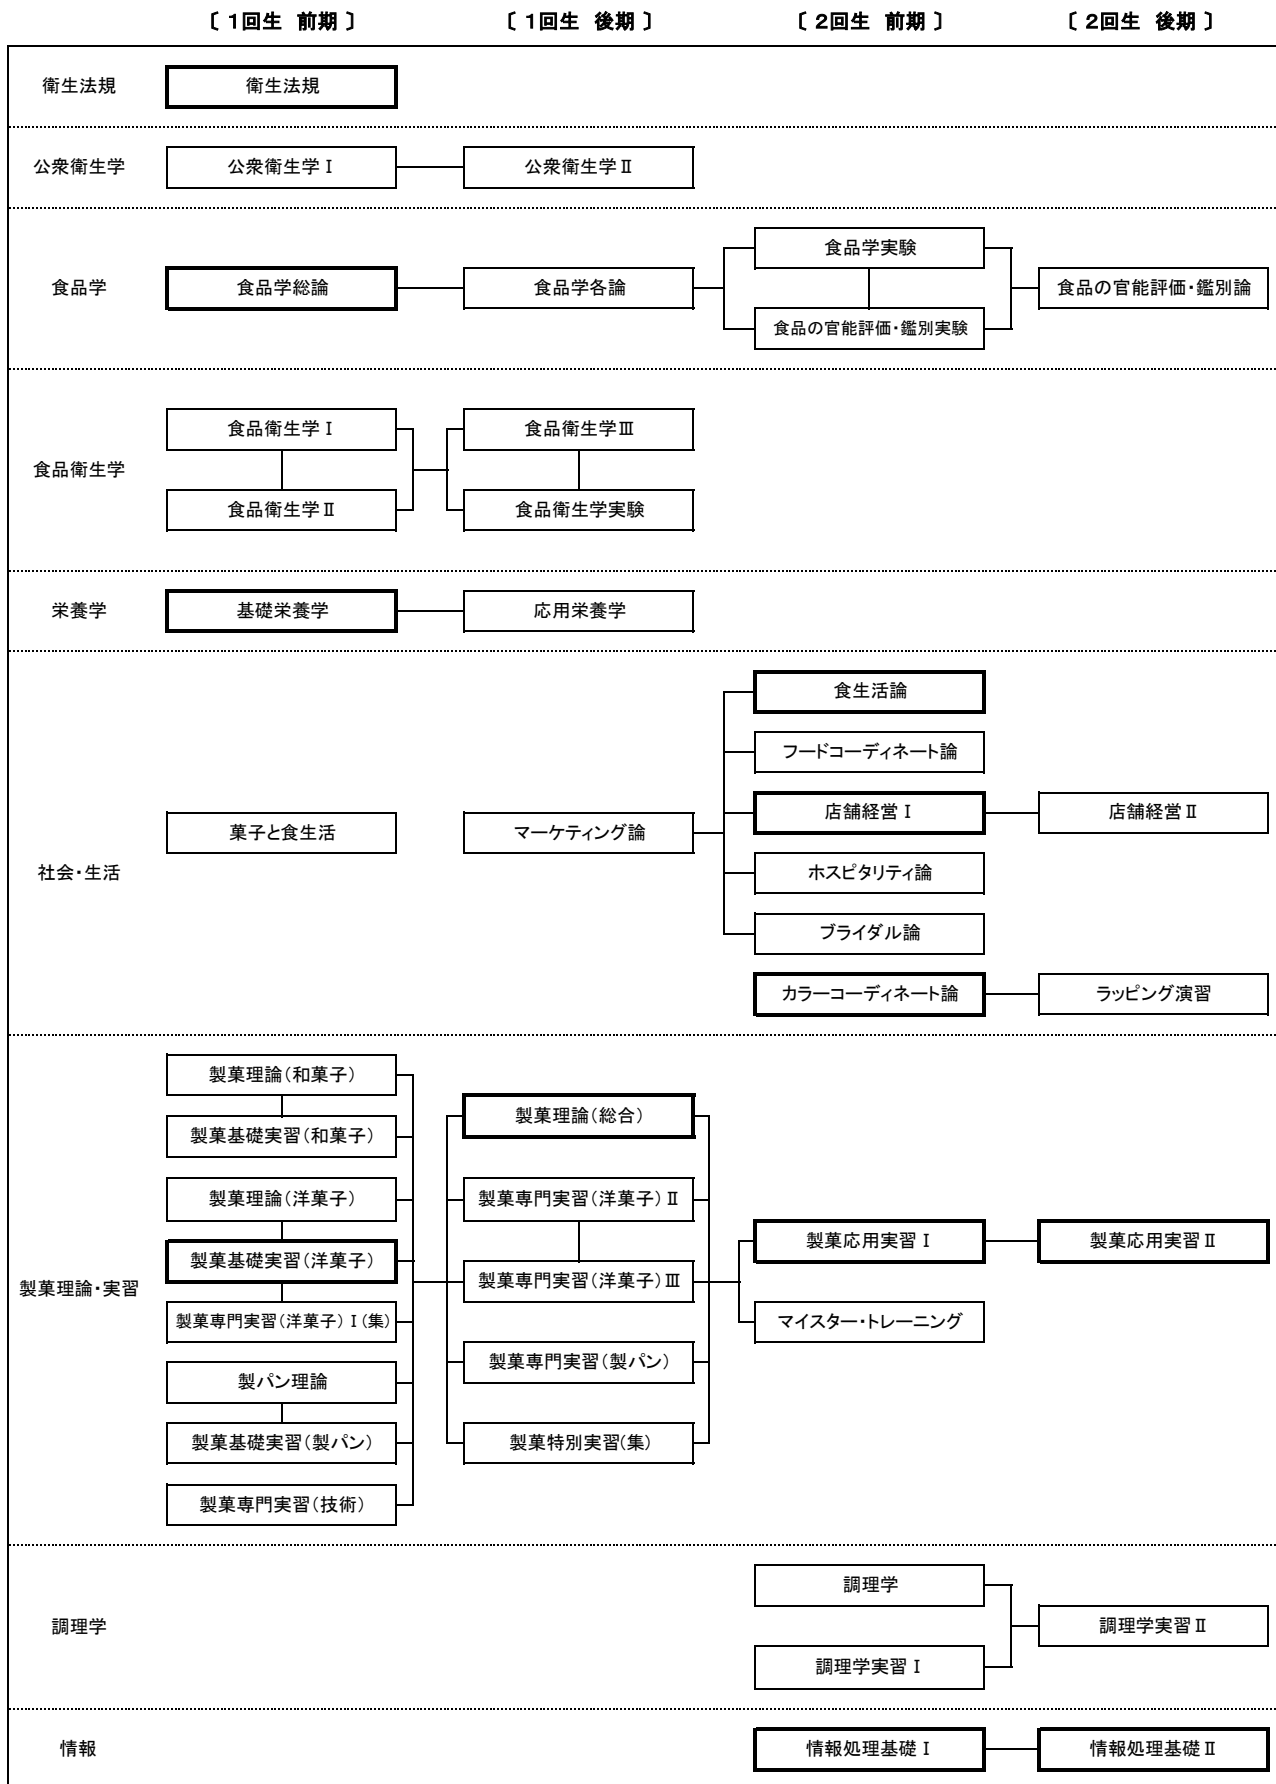 〔 1回生 前期 〕 〔 1回生 後期 〕 〔 2回生 前期 〕 〔 2回生 後期 〕
衛生法規 衛生法規
公衆衛生学 公衆衛生学Ⅰ 公衆衛生学Ⅱ
食品学実験
食品学 食品学総論 食品学各論 食品の官能評価・鑑別論
食品の官能評価・鑑別実験
食品衛生学Ⅰ 食品衛生学Ⅲ
食品衛生学
食品衛生学Ⅱ 食品衛生学実験
栄養学 基礎栄養学 応用栄養学
食生活論
フードコーディネート論
店舗経営Ⅰ 店舗経営Ⅱ
菓子と食生活 マーケティング論
社会・生活 ホスピタリティ論
ブライダル論
カラーコーディネート論 ラッピング演習
製菓理論(和菓子)
製菓理論(総合)
製菓基礎実習(和菓子)
製菓理論(洋菓子) 製菓専門実習(洋菓子)Ⅱ
製菓応用実習Ⅰ 製菓応用実習Ⅱ
製菓基礎実習(洋菓子)
製菓理論・実習 製菓専門実習(洋菓子)Ⅲ
製菓専門実習(洋菓子)Ⅰ(集) マイスター・トレーニング
製菓専門実習(製パン)
製パン理論
製菓基礎実習(製パン) 製菓特別実習(集)
製菓専門実習(技術)
調理学
調理学 調理学実習Ⅱ
調理学実習Ⅰ
情報 情報処理基礎Ⅰ 情報処理基礎Ⅱ